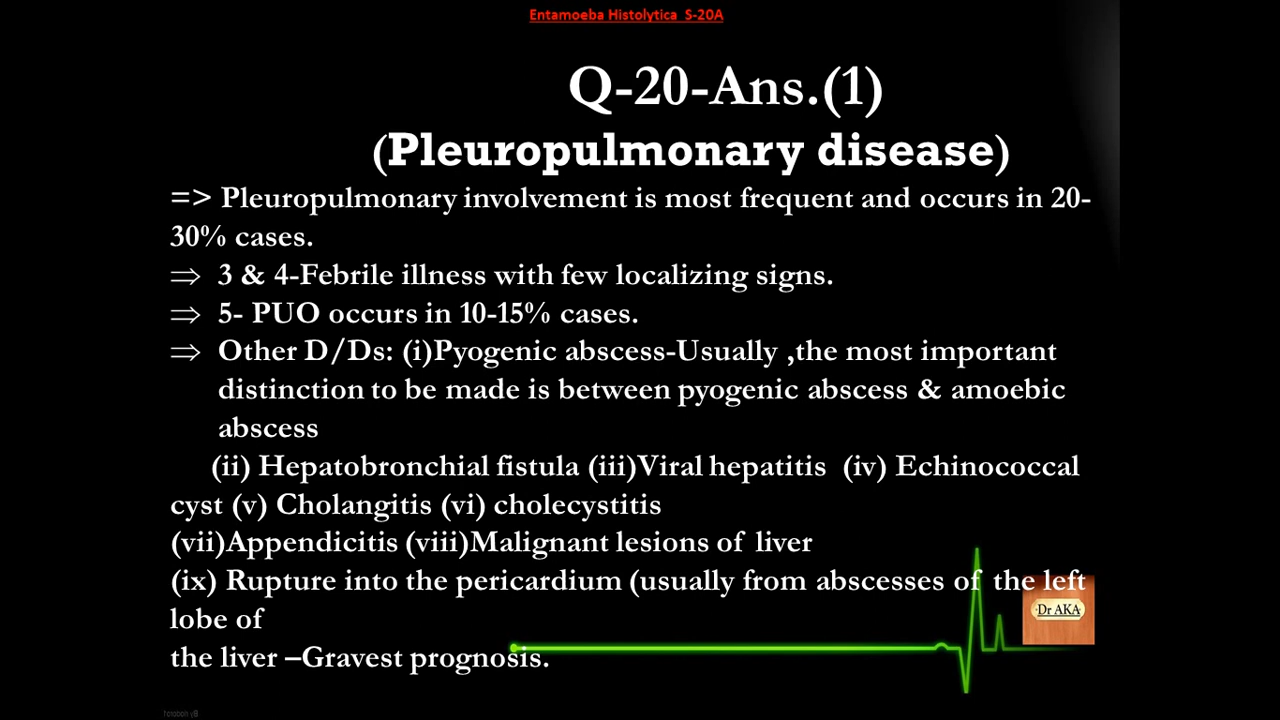 Entamoeba Histolytica S-20A
Q-20-Ans.(1)
(Pleuropulmonary disease)
=> Pleuropulmonary involvement is most frequent and occurs in 20-
30% cases.
⇒ 3 & 4-Febrile illness with few localizing signs.
⇒ 5- PUO occurs in 10-15% cases.
⇒ Other D/Ds: (i)Pyogenic abscess-Usually ,the most important
distinction to be made is between pyogenic abscess & amoebic
abscess
(ii) Hepatobronchial fistula (iii)Viral hepatitis (iv) Echinococcal
cyst (v) Cholangitis (vi) cholecystitis
(vii)Appendicitis (viii)Malignant lesions of liver
(ix) Rupture into the pericardium (usually from abscesses of the left
lobe of
the liver –Gravest prognosis.
Dr AKA